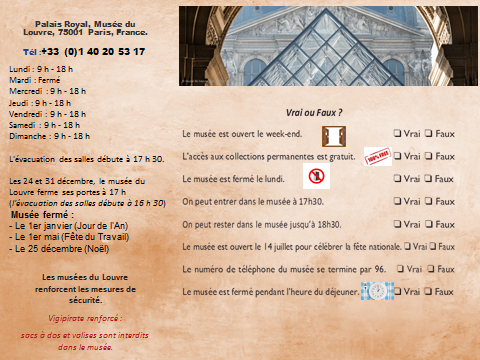 Palais Royal, Musée du
Louvre, 75001 Paris, France.
Tél :+33 (0)1 40 20 53 17
Lundi : 9 h - 18 h
Mardi : Fermé
Mercredi : 9 h - 18 h
Jeudi : 9 h - 18 h
Vendredi : 9 h - 18 h
Samedi : 9 h - 18 h
Dimanche : 9 h - 18 h
L'évacuation des salles débute à 17 h 30.
Les 24 et 31 décembre, le musée du
Louvre ferme ses portes à 17 h
(l'évacuation des salles débute à 16 h 30)
Musée fermé :
- Le 1er janvier (Jour de l'An)
- Le 1er mai (Fête du Travail)
- Le 25 décembre (Noël)
Les musées du Louvre
renforcent les mesures de
sécurité.
Vigipirate renforcé :
sacs à dos et valises sont interdits
dans le musée.
Vrai ou Faux ?
Le musée est ouvert le week-end. ❑ Vrai ❑ Faux
L'accès aux collections permanentes est gratuit. 100% FREE ❑ Vrai ❑ Faux
Le musée est fermé le lundi. ❑ Vrai ❑ Faux
On peut entrer dans le musée à 17h30. ❑ Vrai ❑ Faux
On peut rester dans le musée jusqu'à 18h30. ❑ Vrai ❑ Faux
Le musée est ouvert le 14 juillet pour célébrer la fête nationale. ❑ Vrai ❑ Faux
Le numéro de téléphone du musée se termine par 96. ❑ Vrai ❑ Faux
Le musée est fermé pendant l'heure du déjeuner. ❑ Vrai ❑ Faux